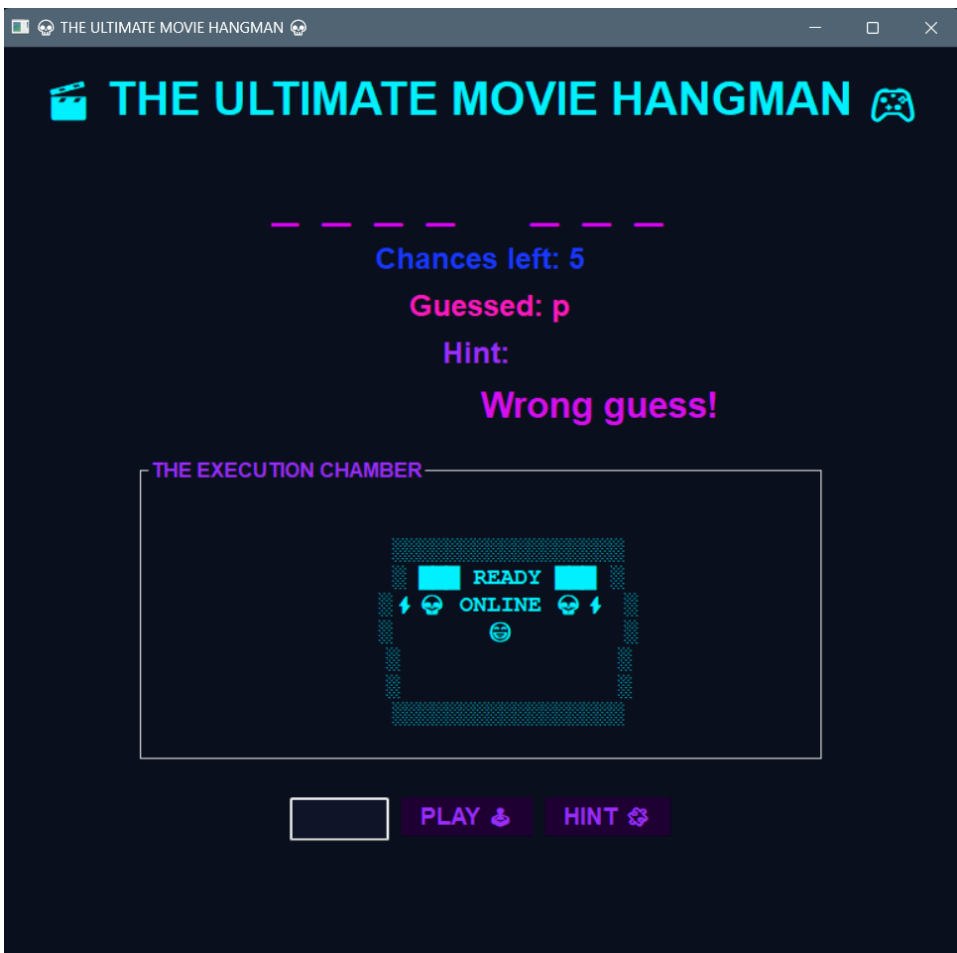 💀 THE ULTIMATE MOVIE HANGMAN 💀
🎬 THE ULTIMATE MOVIE HANGMAN 🎮
_ _ _ _   _ _ _
Chances left: 5
Guessed: p
Hint:
Wrong guess!
THE EXECUTION CHAMBER
READY
⚡💀 ONLINE 💀⚡
PLAY 🕹 HINT